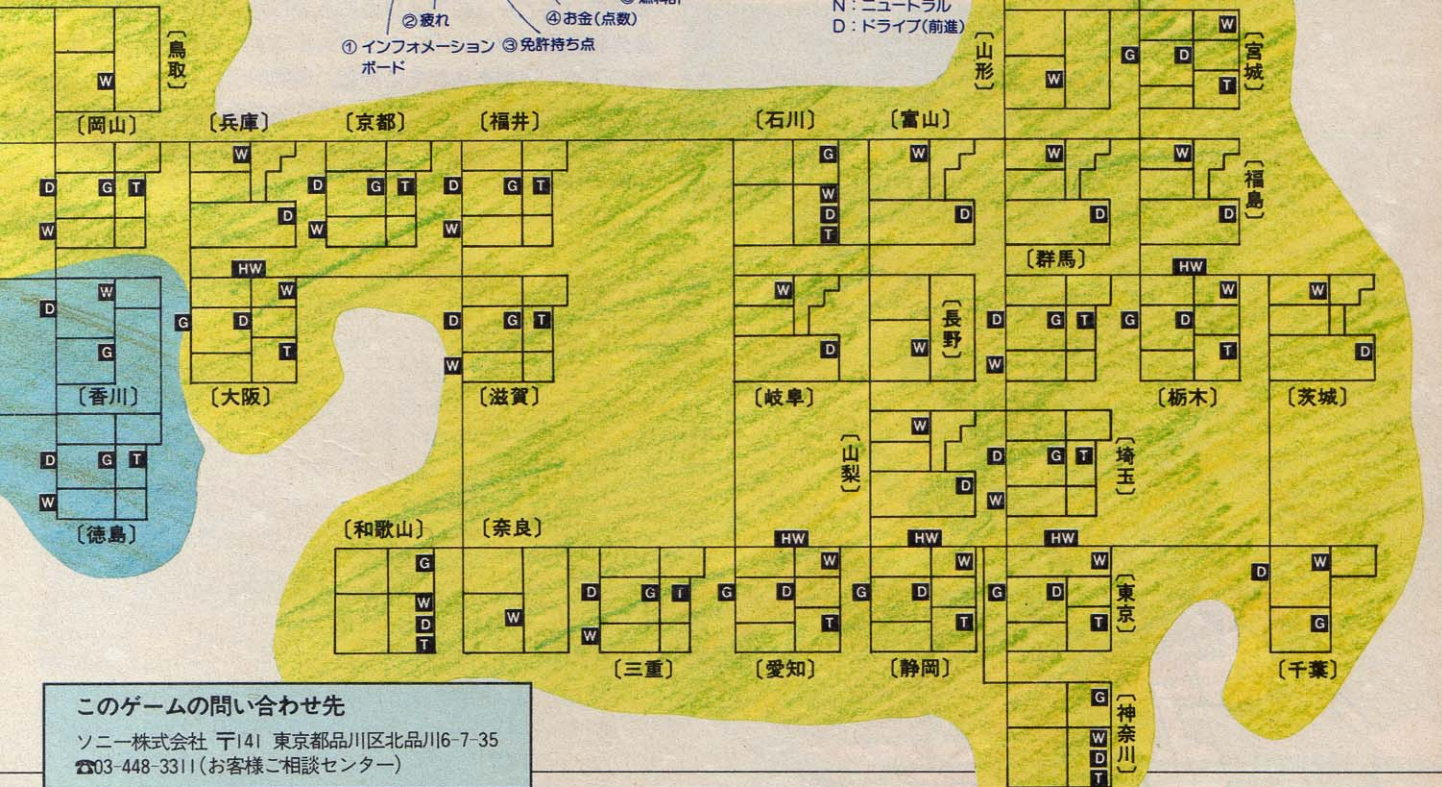 ② 疲れ
④ お金(点数)
① インフォメーション
ボード
③ 免許持ち点
N：ニュートラル
D：ドライブ(前進)
〔鳥取〕
W
〔山形〕
W
〔宮城〕
W
G D
T
〔岡山〕
D G T
W
〔兵庫〕
W
D
〔京都〕
D G T
W
〔福井〕
D G T
W
〔石川〕
G
W
D
T
〔富山〕
W
D
W
D
〔群馬〕
〔福島〕
W
D
W
D
G
〔香川〕
HW
W
G D
T
〔大阪〕
D G T
W
〔滋賀〕
W
D
〔岐阜〕
〔長野〕
W
D G T
W
HW
W
G D
T
〔栃木〕
W
D
〔茨城〕
D G T
W
〔徳島〕
〔山梨〕
W
D
〔埼玉〕
D G T
W
〔和歌山〕
G
W
D
T
〔奈良〕
W
D G T
W
〔三重〕
HW
W
G D
T
〔愛知〕
HW
W
G D
T
〔静岡〕
HW
W
G D
T
〔東京〕
W
D
G
〔千葉〕
G
W
D
T
〔神奈川〕
このゲームの問い合わせ先
ソニー株式会社 〒141 東京都品川区北品川6-7-35
☎03-448-3311(お客様ご相談センター)